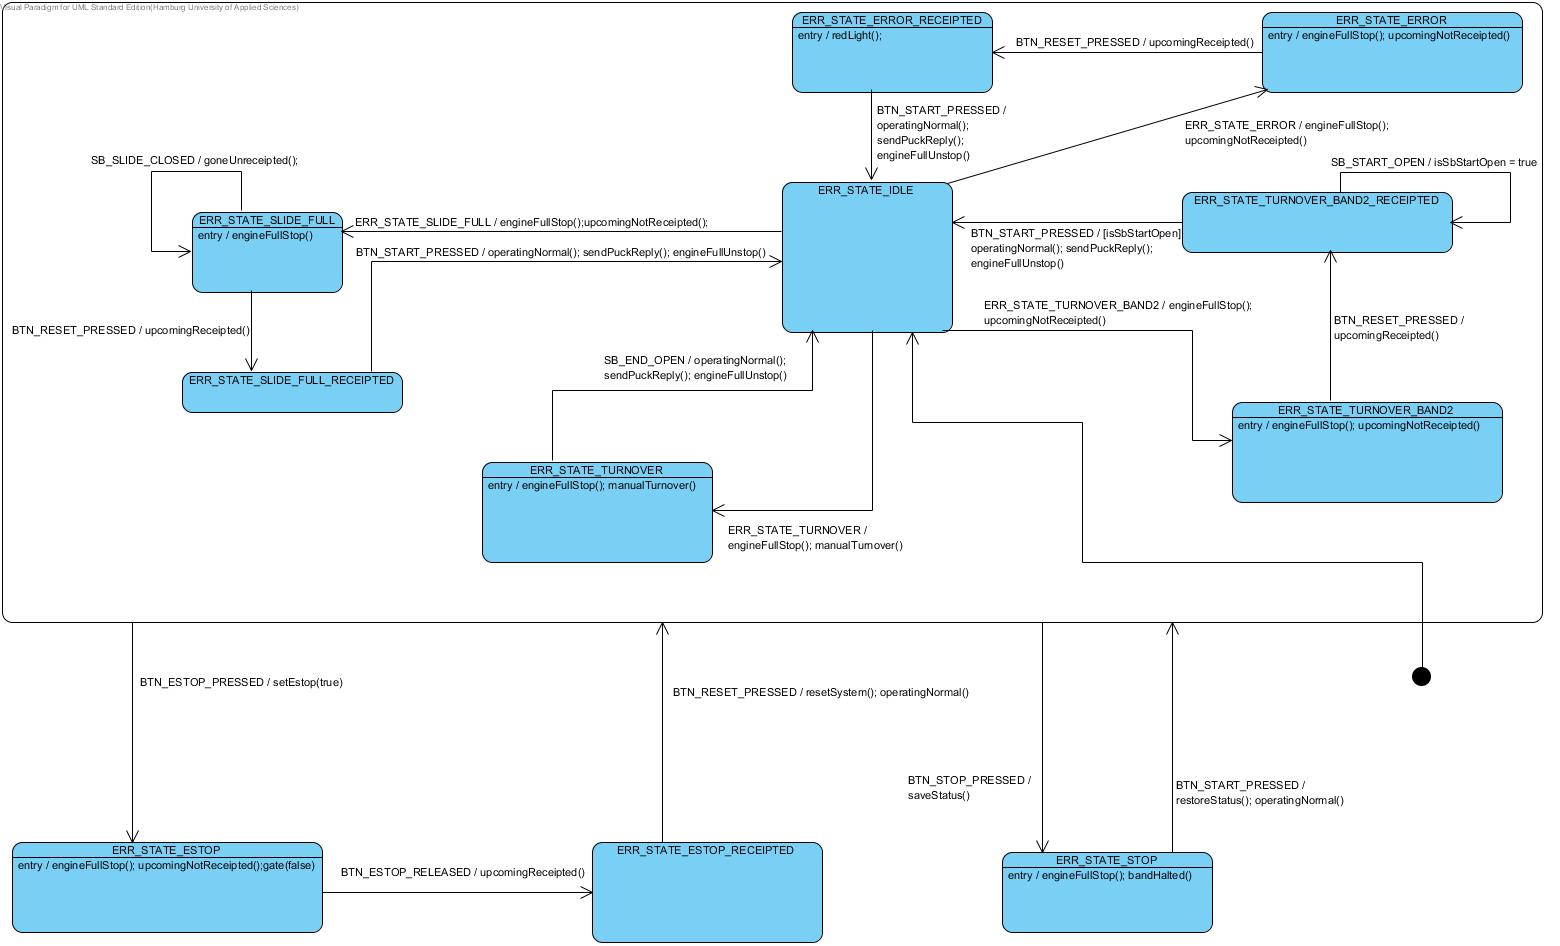 Visual Paradigm for UML Standard Edition(Hamburg University of Applied Sciences)
ERR_STATE_ERROR_RECEIPTED
entry / redLight();
BTN_RESET_PRESSED / upcomingReceipted()
ERR_STATE_ERROR
entry / engineFullStop(); upcomingNotReceipted()
BTN_START_PRESSED /
operatingNormal();
sendPuckReply();
engineFullUnstop()
ERR_STATE_ERROR / engineFullStop();
upcomingNotReceipted()
SB_SLIDE_CLOSED / goneUnreceipted();
SB_START_OPEN / isSbStartOpen = true
ERR_STATE_SLIDE_FULL
entry / engineFullStop()
ERR_STATE_SLIDE_FULL / engineFullStop();upcomingNotReceipted();
BTN_START_PRESSED / operatingNormal(); sendPuckReply(); engineFullUnstop()
ERR_STATE_IDLE
ERR_STATE_TURNOVER_BAND2_RECEIPTED
BTN_START_PRESSED / [isSbStartOpen]
operatingNormal(); sendPuckReply();
engineFullUnstop()
BTN_RESET_PRESSED / upcomingReceipted()
ERR_STATE_TURNOVER_BAND2 / engineFullStop();
upcomingNotReceipted()
BTN_RESET_PRESSED /
upcomingReceipted()
ERR_STATE_SLIDE_FULL_RECEIPTED
SB_END_OPEN / operatingNormal();
sendPuckReply(); engineFullUnstop()
ERR_STATE_TURNOVER_BAND2
entry / engineFullStop(); upcomingNotReceipted()
ERR_STATE_TURNOVER
entry / engineFullStop(); manualTurnover()
ERR_STATE_TURNOVER /
engineFullStop(); manualTurnover()
BTN_ESTOP_PRESSED / setEstop(true)
BTN_RESET_PRESSED / resetSystem(); operatingNormal()
BTN_STOP_PRESSED /
saveStatus()
BTN_START_PRESSED /
restoreStatus(); operatingNormal()
ERR_STATE_ESTOP
entry / engineFullStop(); upcomingNotReceipted();gate(false)
BTN_ESTOP_RELEASED / upcomingReceipted()
ERR_STATE_ESTOP_RECEIPTED
ERR_STATE_STOP
entry / engineFullStop(); bandHalted()